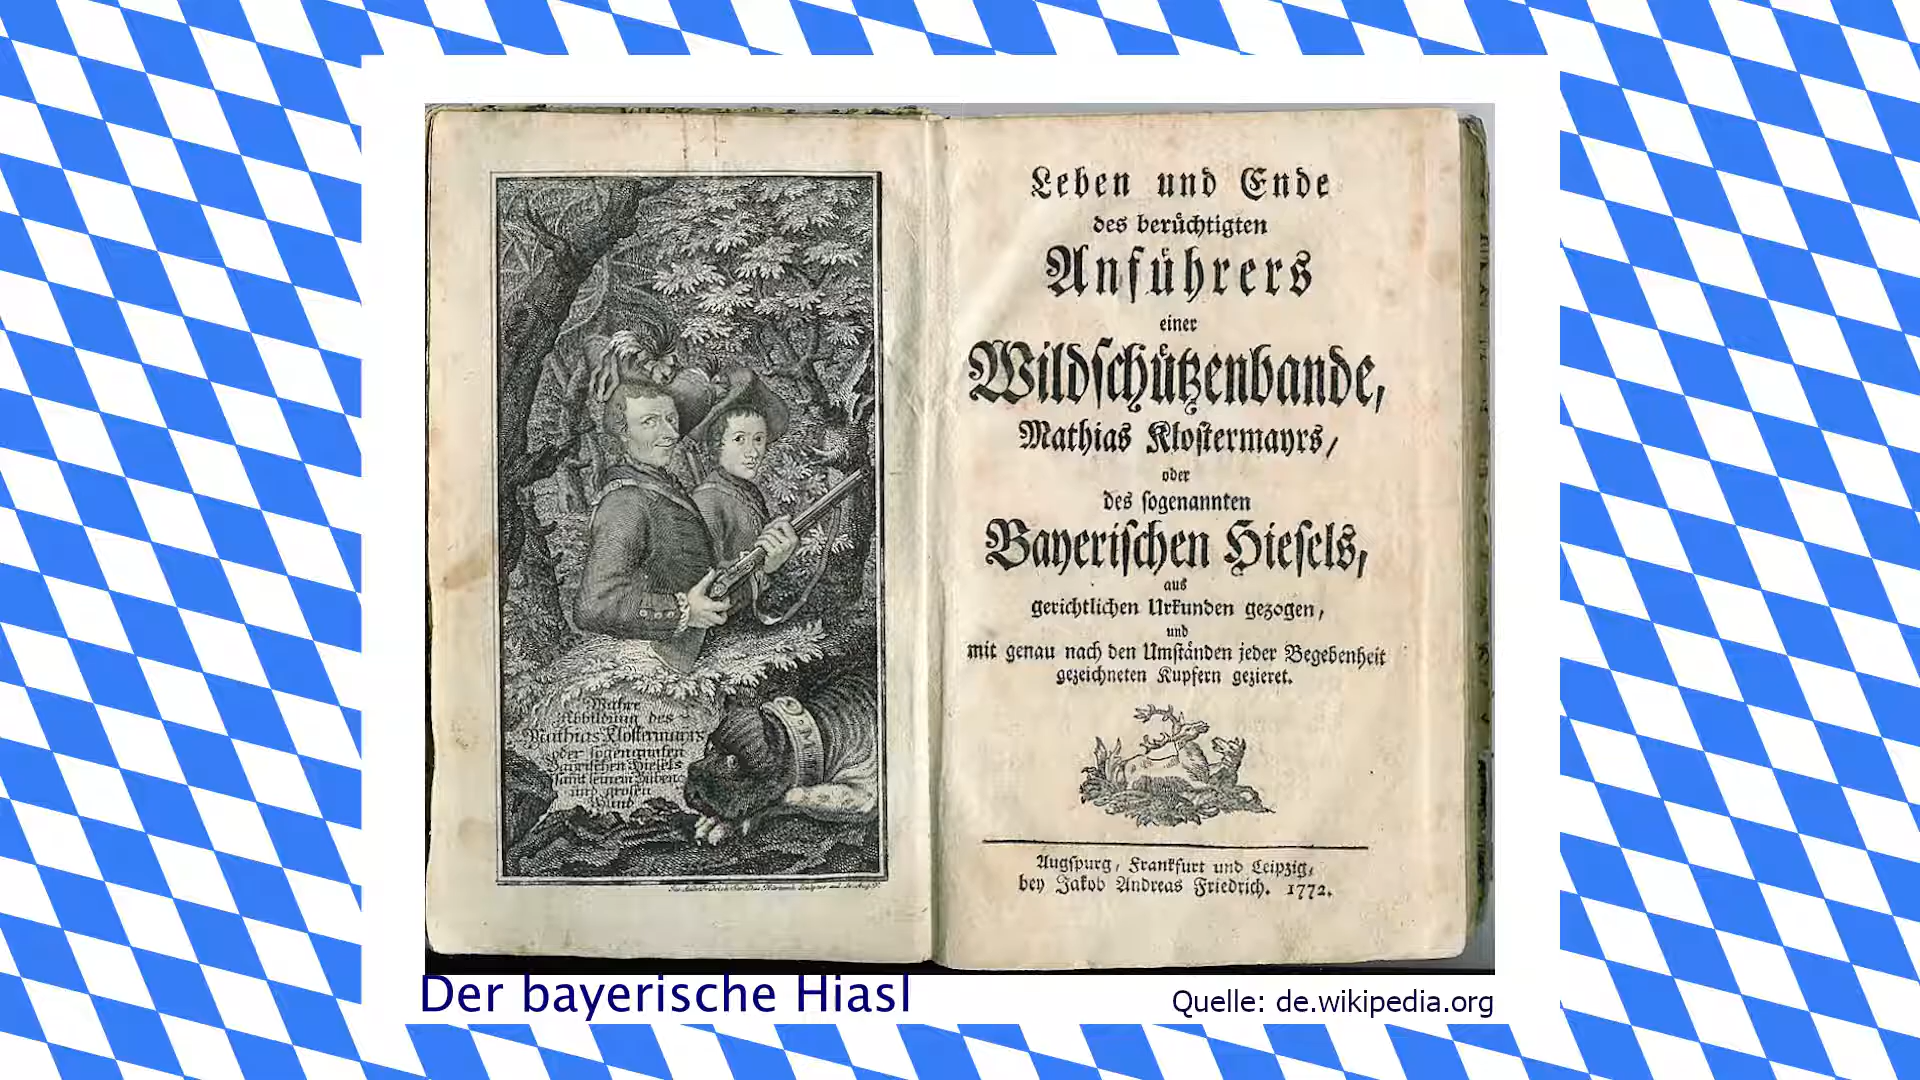 Wahre
Abbildung des
Mathias Klostermayrs
oder sogenannten
Bayrischen Hiesels
samt seinem Buben
und grosen
Hund
Leben und Ende
des berůchtigten
Anführers
einer
Wildſchützenbande,
Mathias Kloſtermayrs,
oder
des ſogenannten
Bayeriſchen Hieſels,
aus
gerichtlichen Urkunden gezogen,
und
mit genau nach den Umſtänden jeder Begebenheit
gezeichneten Kupfern gezieret.
Augſpurg, Frankfurt und Leipzig,
bey Jakob Andreas Friedrich. 1772.
Der bayerische Hiasl
Quelle: de.wikipedia.org